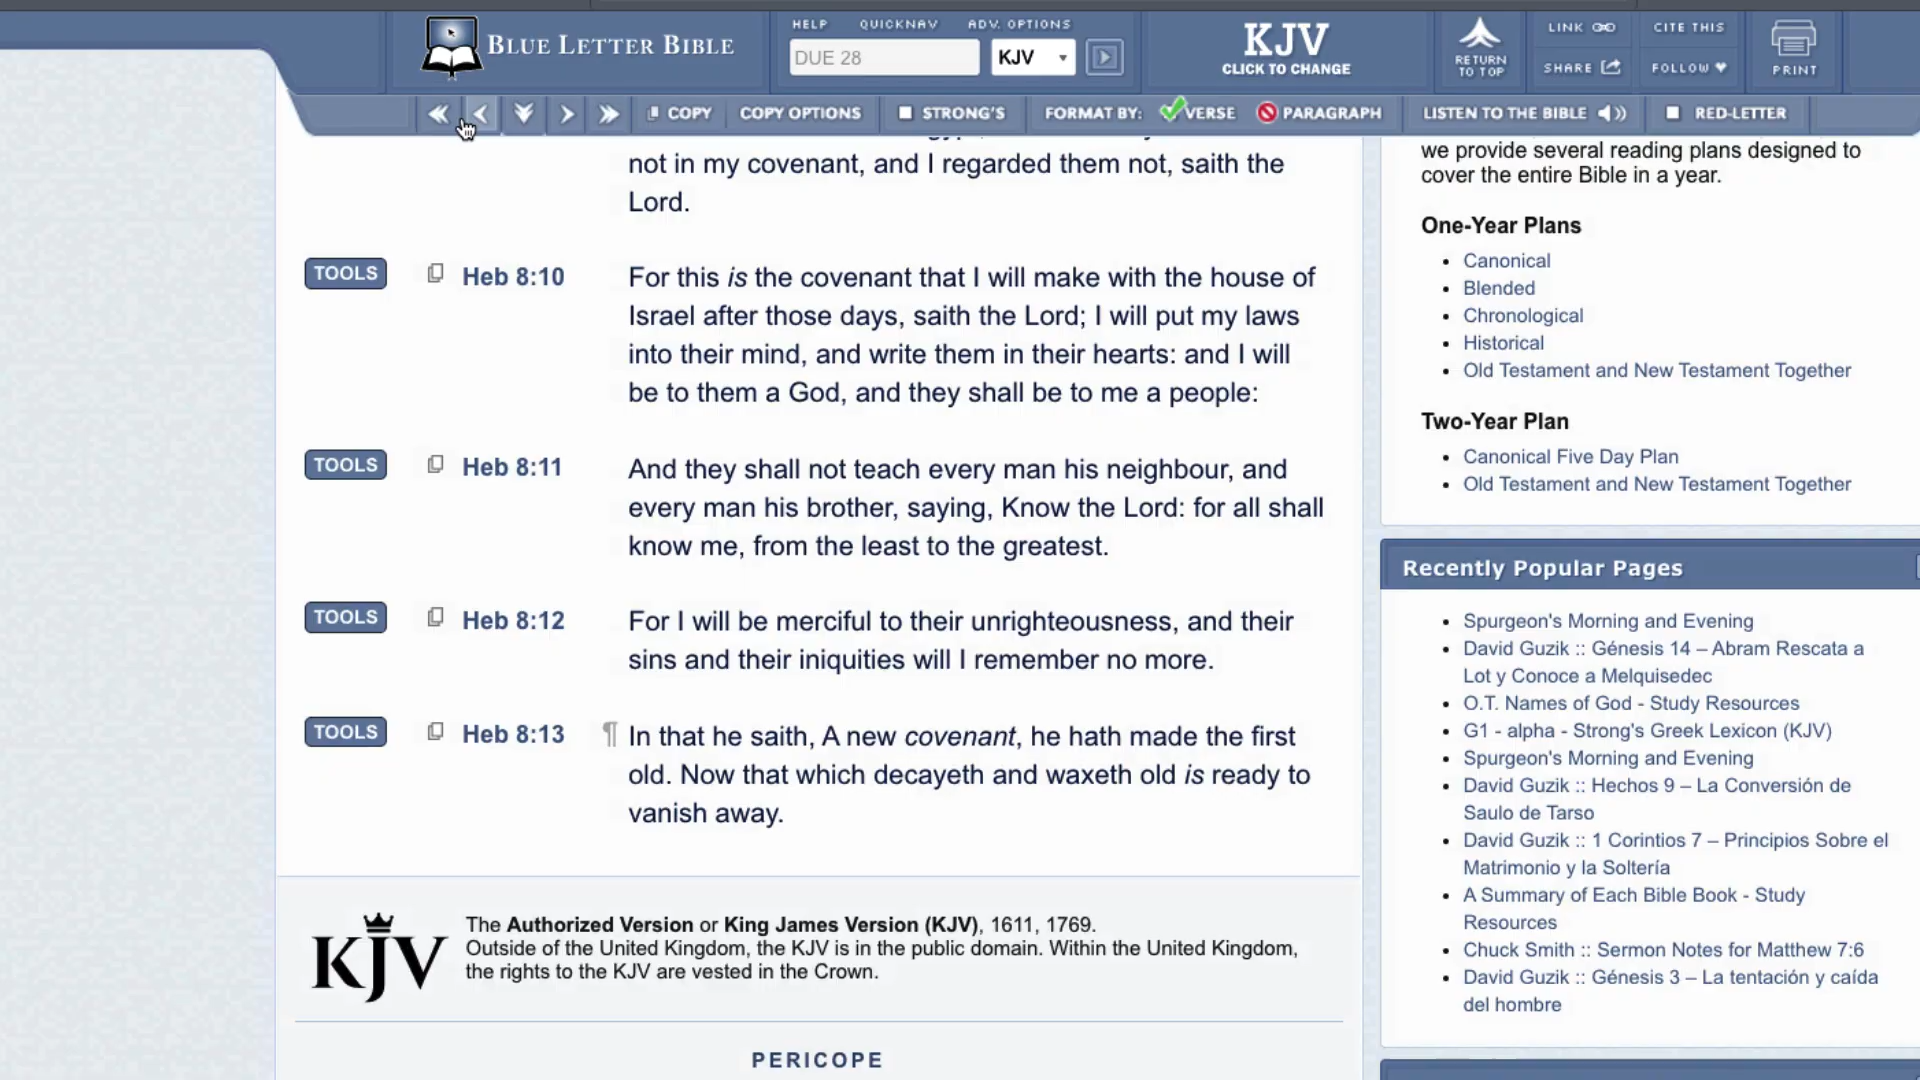 HELP QUICKNAV ADV. OPTIONS
BLUE LETTER BIBLE
DUE 28
KJV
KJV
CLICK TO CHANGE
RETURN
TO TOP
LINK
SHARE
CITE THIS
FOLLOW
PRINT
COPY COPY OPTIONS STRONG'S FORMAT BY: VERSE PARAGRAPH LISTEN TO THE BIBLE RED-LETTER
not in my covenant, and I regarded them not, saith the
Lord.
TOOLS Heb 8:10 For this is the covenant that I will make with the house of
Israel after those days, saith the Lord; I will put my laws
into their mind, and write them in their hearts: and I will
be to them a God, and they shall be to me a people:
TOOLS Heb 8:11 And they shall not teach every man his neighbour, and
every man his brother, saying, Know the Lord: for all shall
know me, from the least to the greatest.
TOOLS Heb 8:12 For I will be merciful to their unrighteousness, and their
sins and their iniquities will I remember no more.
TOOLS Heb 8:13 ¶ In that he saith, A new covenant, he hath made the first
old. Now that which decayeth and waxeth old is ready to
vanish away.
KJV
The Authorized Version or King James Version (KJV), 1611, 1769.
Outside of the United Kingdom, the KJV is in the public domain. Within the United Kingdom,
the rights to the KJV are vested in the Crown.
PERICOPE
we provide several reading plans designed to
cover the entire Bible in a year.
One-Year Plans
• Canonical
• Blended
• Chronological
• Historical
• Old Testament and New Testament Together
Two-Year Plan
• Canonical Five Day Plan
• Old Testament and New Testament Together
Recently Popular Pages
• Spurgeon's Morning and Evening
• David Guzik :: Génesis 14 – Abram Rescata a
Lot y Conoce a Melquisedec
• O.T. Names of God - Study Resources
• G1 - alpha - Strong's Greek Lexicon (KJV)
• Spurgeon's Morning and Evening
• David Guzik :: Hechos 9 – La Conversión de
Saulo de Tarso
• David Guzik :: 1 Corintios 7 – Principios Sobre el
Matrimonio y la Soltería
• A Summary of Each Bible Book - Study
Resources
• Chuck Smith :: Sermon Notes for Matthew 7:6
• David Guzik :: Génesis 3 – La tentación y caída
del hombre